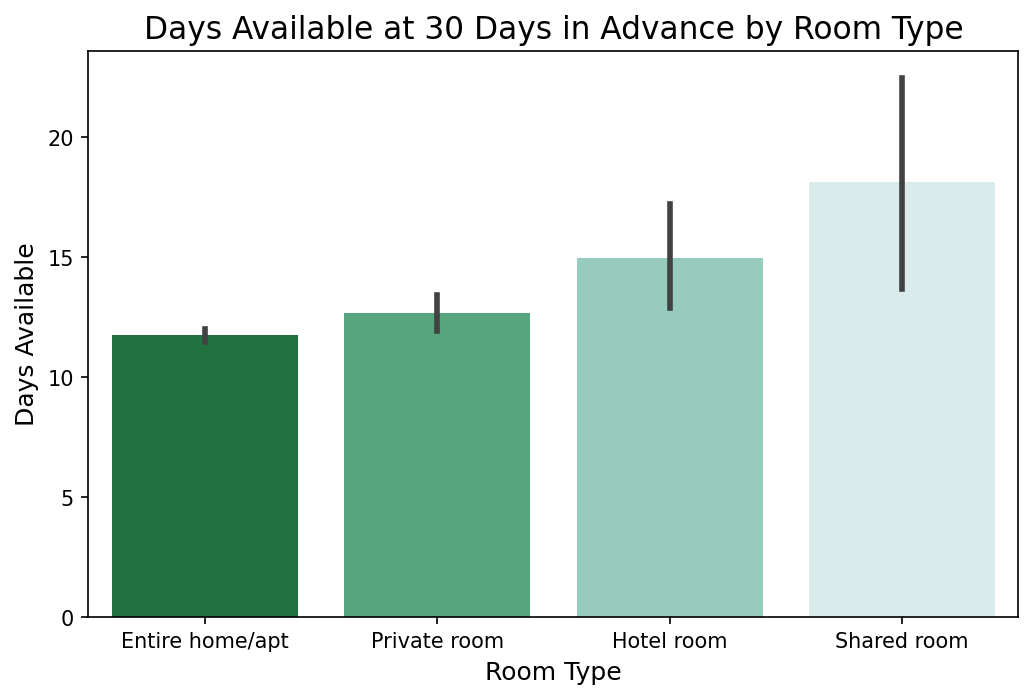 Days Available at 30 Days in Advance by Room Type
Days Available
20
15
10
5
0
Entire home/apt Private room Hotel room Shared room
Room Type